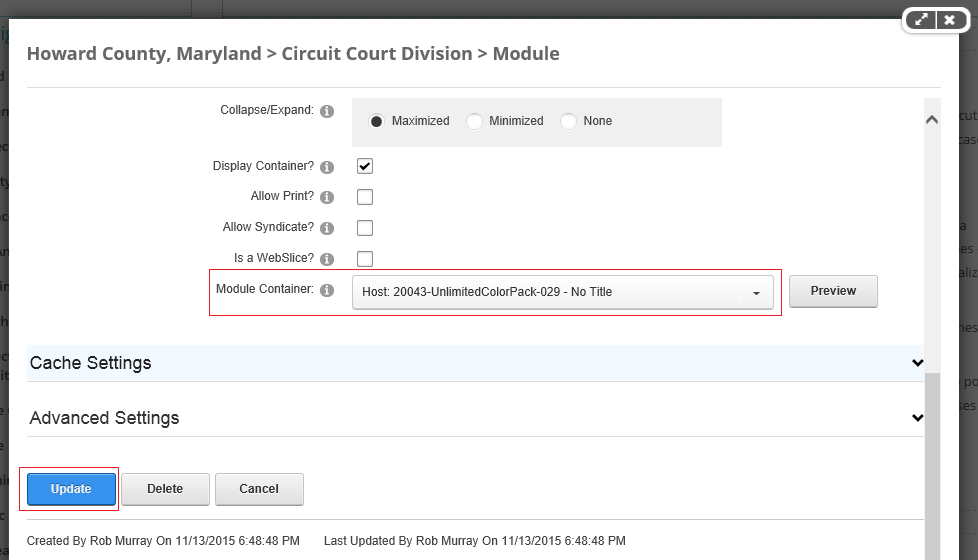 Howard County, Maryland > Circuit Court Division > Module
Collapse/Expand:
Maximized Minimized None
Display Container?
Allow Print?
Allow Syndicate?
Is a WebSlice?
Module Container: Host: 20043-UnlimitedColorPack-029 - No Title Preview
Cache Settings
Advanced Settings
Update Delete Cancel
Created By Rob Murray On 11/13/2015 6:48:48 PM Last Updated By Rob Murray On 11/13/2015 6:48:48 PM